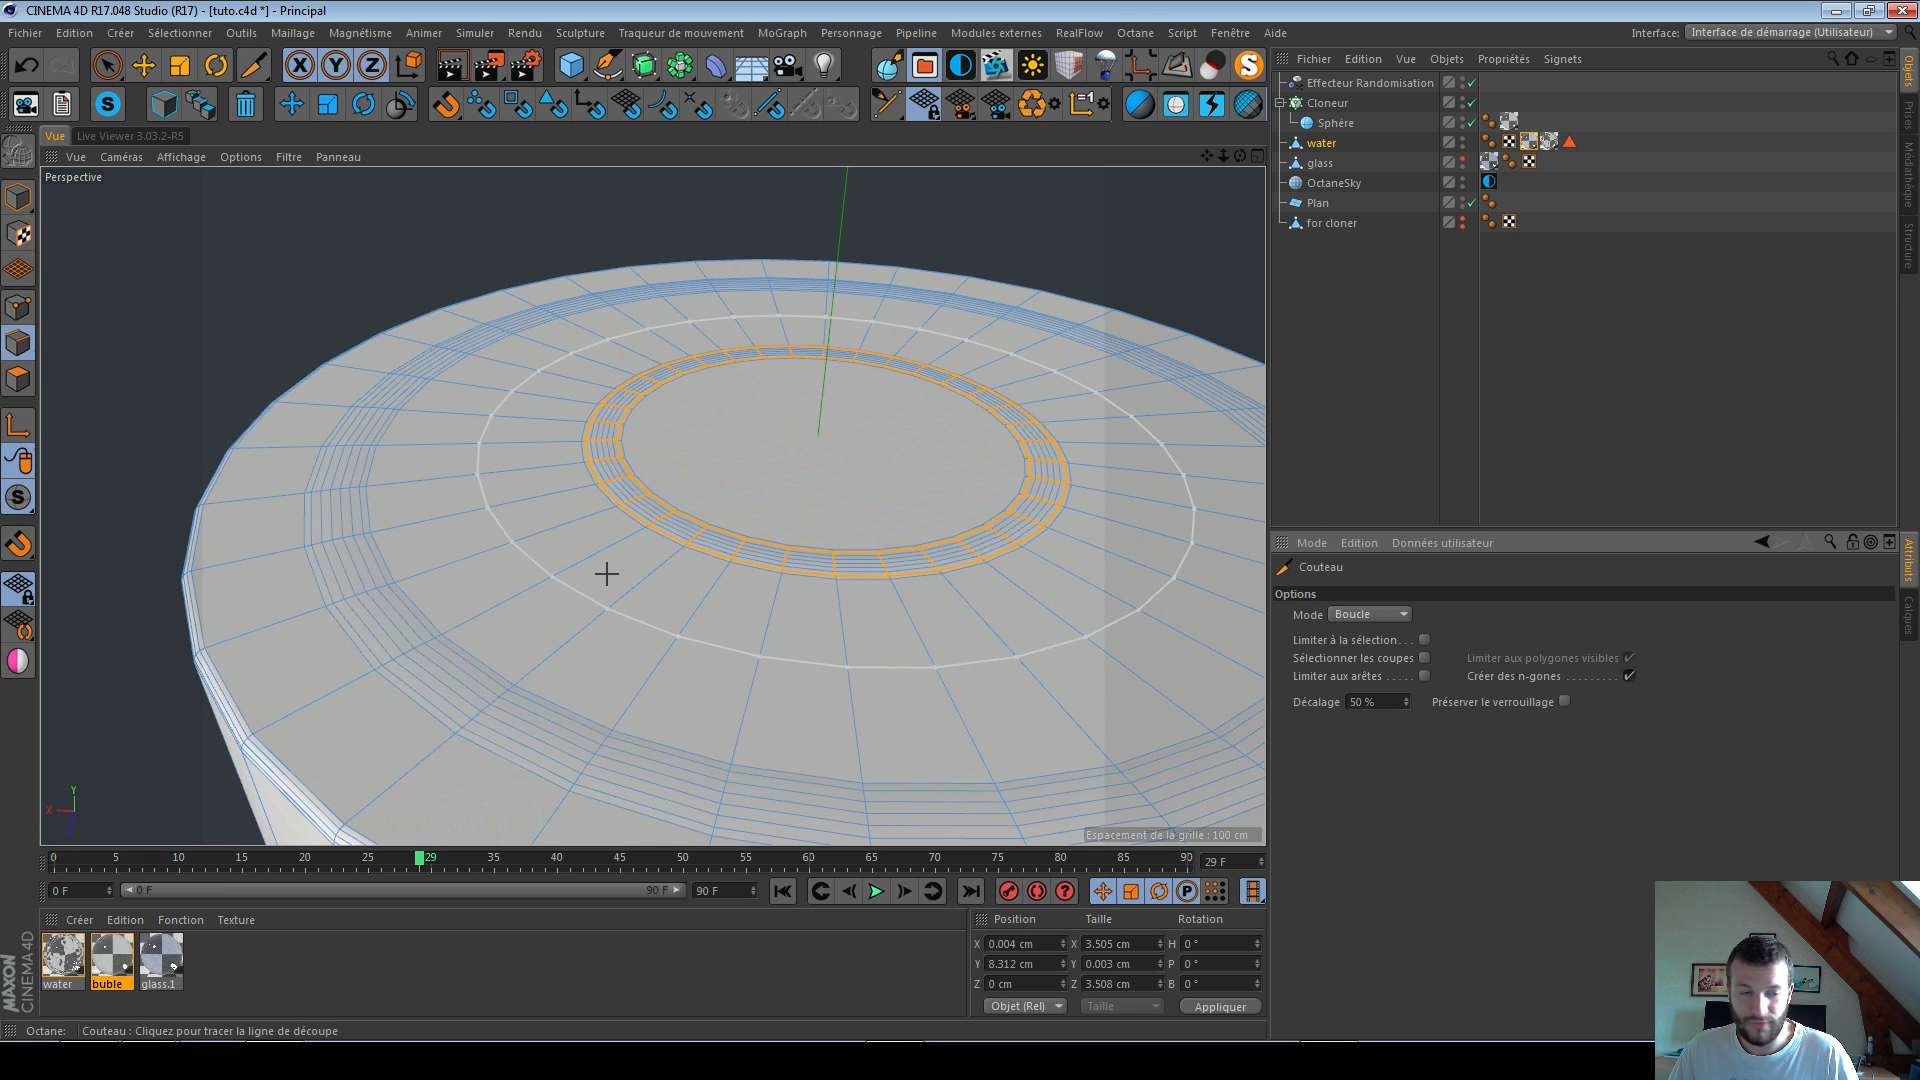 CINEMA 4D R17.048 Studio (R17) - [tuto.c4d *] - Principal
Fichier Edition Créer Sélectionner Outils Maillage Magnétisme Animer Simuler Rendu Sculpture Traqueur de mouvement MoGraph Personnage Pipeline Modules externes RealFlow Octane Script Fenêtre Aide
Interface: Interface de démarrage (Utilisateur)
Fichier Edition Vue Objets Propriétés Signets
Objets
Prises
Médiathèque
Structure
Effecteur Randomisation
Cloneur
Sphère
water
glass
OctaneSky
Plan
for cloner
Vue Live Viewer 3.03.2-R5
Vue Caméras Affichage Options Filtre Panneau
Perspective
Y
X
Z
Espacement de la grille : 100 cm
Mode Edition Données utilisateur
Attributs
Calques
Couteau
Options
Mode Boucle
Limiter à la sélection . . .
Sélectionner les coupes Limiter aux polygones visibles
Limiter aux arêtes . . . . . Créer des n-gones . . . . . . . . .
Décalage 50 % Préserver le verrouillage
0 5 10 15 20 25 29 35 40 45 50 55 60 65 70 75 80 85 90 29 F
0 F 0 F 90 F 90 F
Créer Edition Fonction Texture
water buble glass.1
Position Taille Rotation
X 0.004 cm X 3.505 cm H 0 °
Y 8.312 cm Y 0.003 cm P 0 °
Z 0 cm Z 3.508 cm B 0 °
Objet (Rel) Taille Appliquer
MAXON
CINEMA 4D
Octane: Couteau : Cliquez pour tracer la ligne de découpe